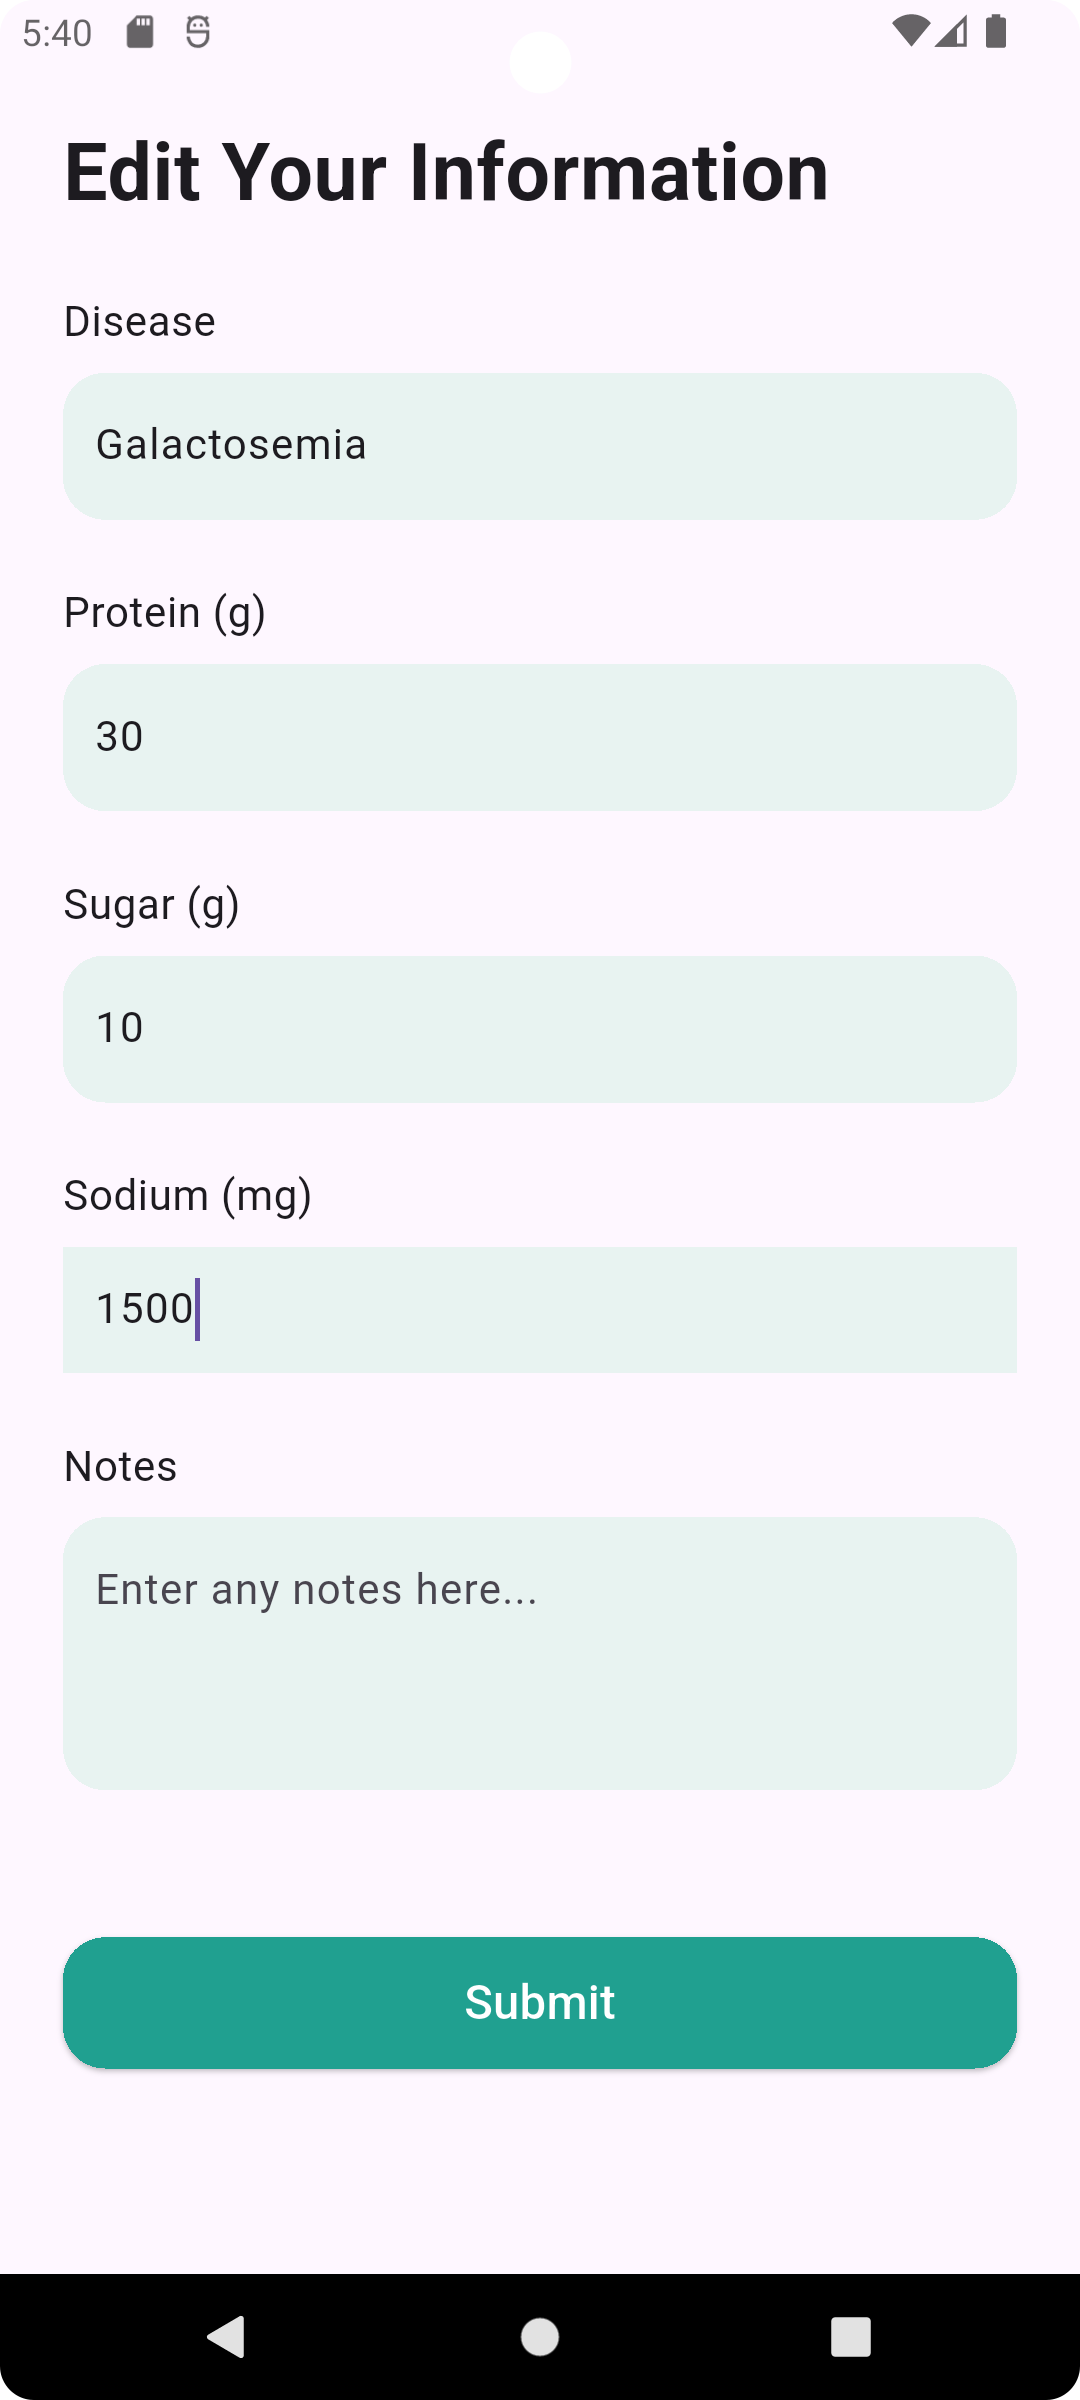 5:40
Edit Your Information
Disease
Galactosemia
Protein (g)
30
Sugar (g)
10
Sodium (mg)
1500
Notes
Enter any notes here...
Submit